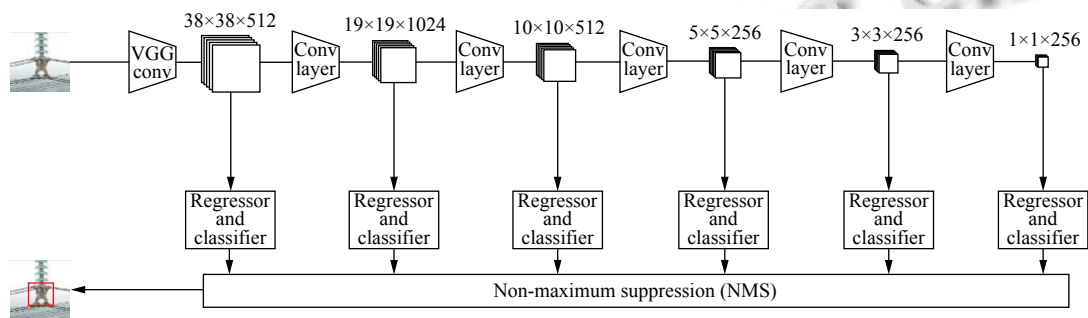 38×38×512
19×19×1024
10×10×512
5×5×256
3×3×256
1×1×256
VGG
conv
Conv
layer
Conv
layer
Conv
layer
Conv
layer
Conv
layer
Regressor
and
classifier
Regressor
and
classifier
Regressor
and
classifier
Regressor
and
classifier
Regressor
and
classifier
Regressor
and
classifier
Non-maximum suppression (NMS)